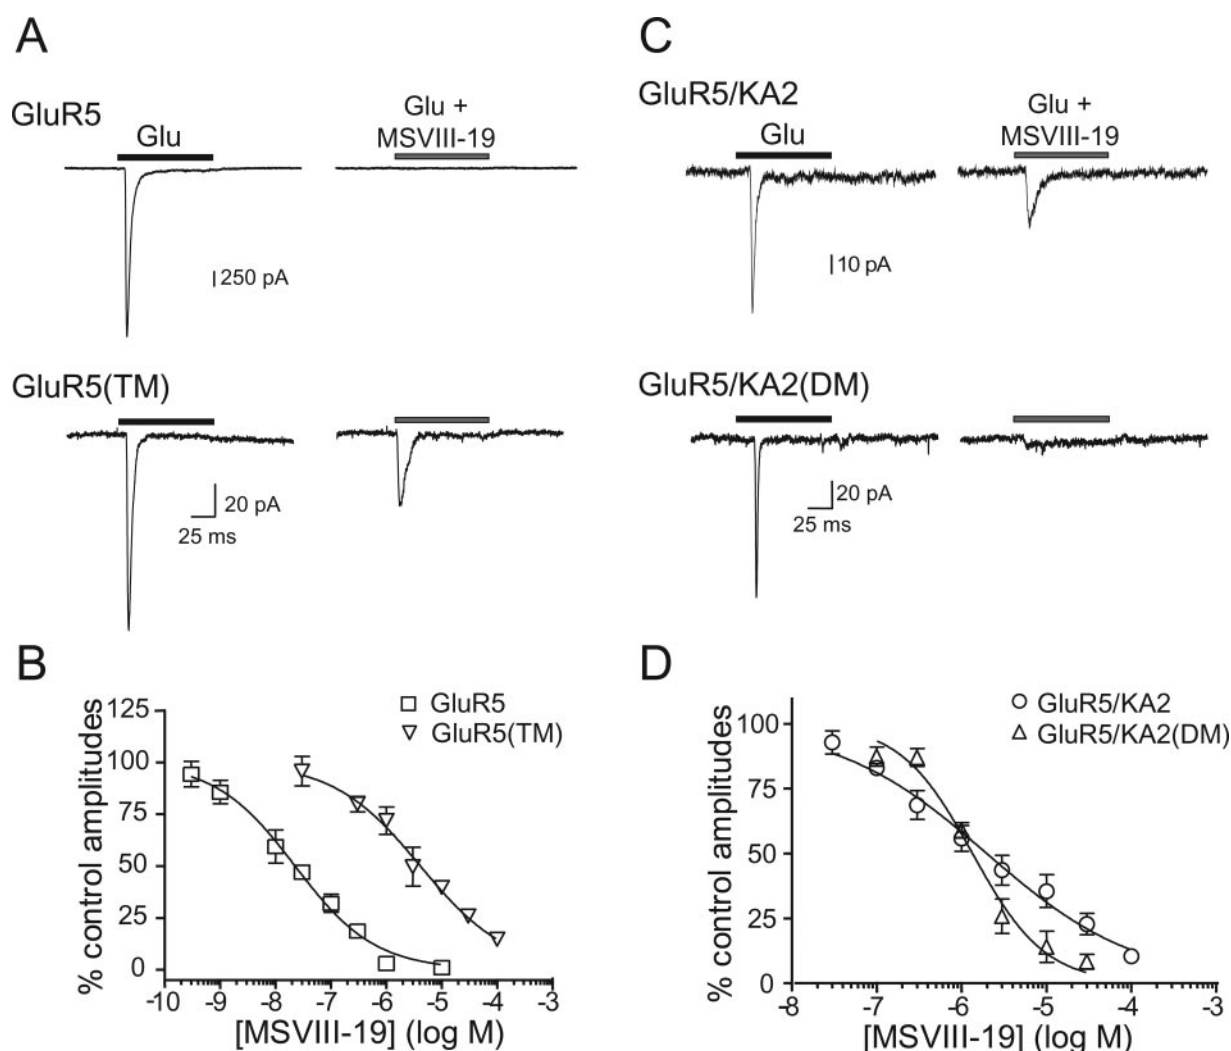 A
GluR5
Glu
Glu +
MSVIII-19
250 pA
GluR5(TM)
20 pA
25 ms
B
% control amplitudes
125
100
75
50
25
0
GluR5
GluR5(TM)
-10 -9 -8 -7 -6 -5 -4 -3
[MSVIII-19] (log M)
C
GluR5/KA2
Glu
Glu +
MSVIII-19
10 pA
GluR5/KA2(DM)
20 pA
25 ms
D
% control amplitudes
100
75
50
25
0
GluR5/KA2
GluR5/KA2(DM)
-8 -7 -6 -5 -4 -3
[MSVIII-19] (log M)